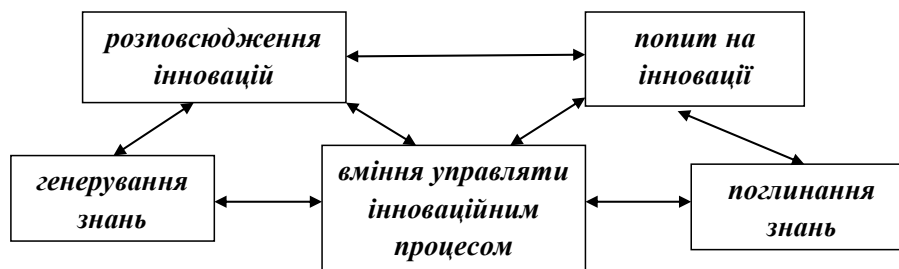 розповсюдження
інновацій
попит на
інновації
генерування
знань
вміння управляти
інноваційним
процесом
поглинання
знань